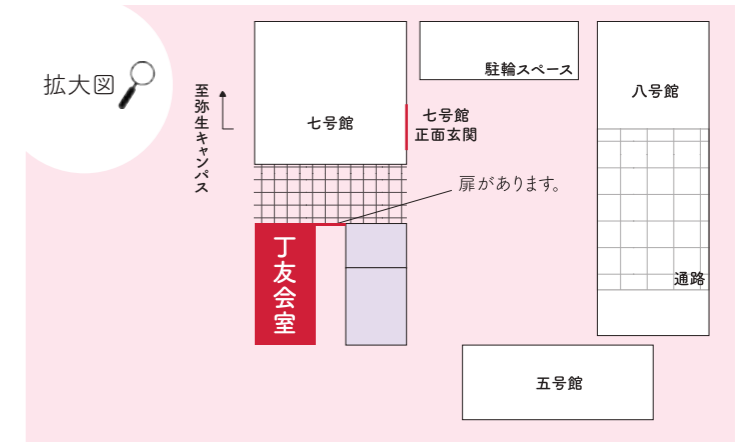 拡大図
至弥生キャンパス
七号館
七号館
正面玄関
駐輪スペース
八号館
扉があります。
丁友会室
通路
五号館